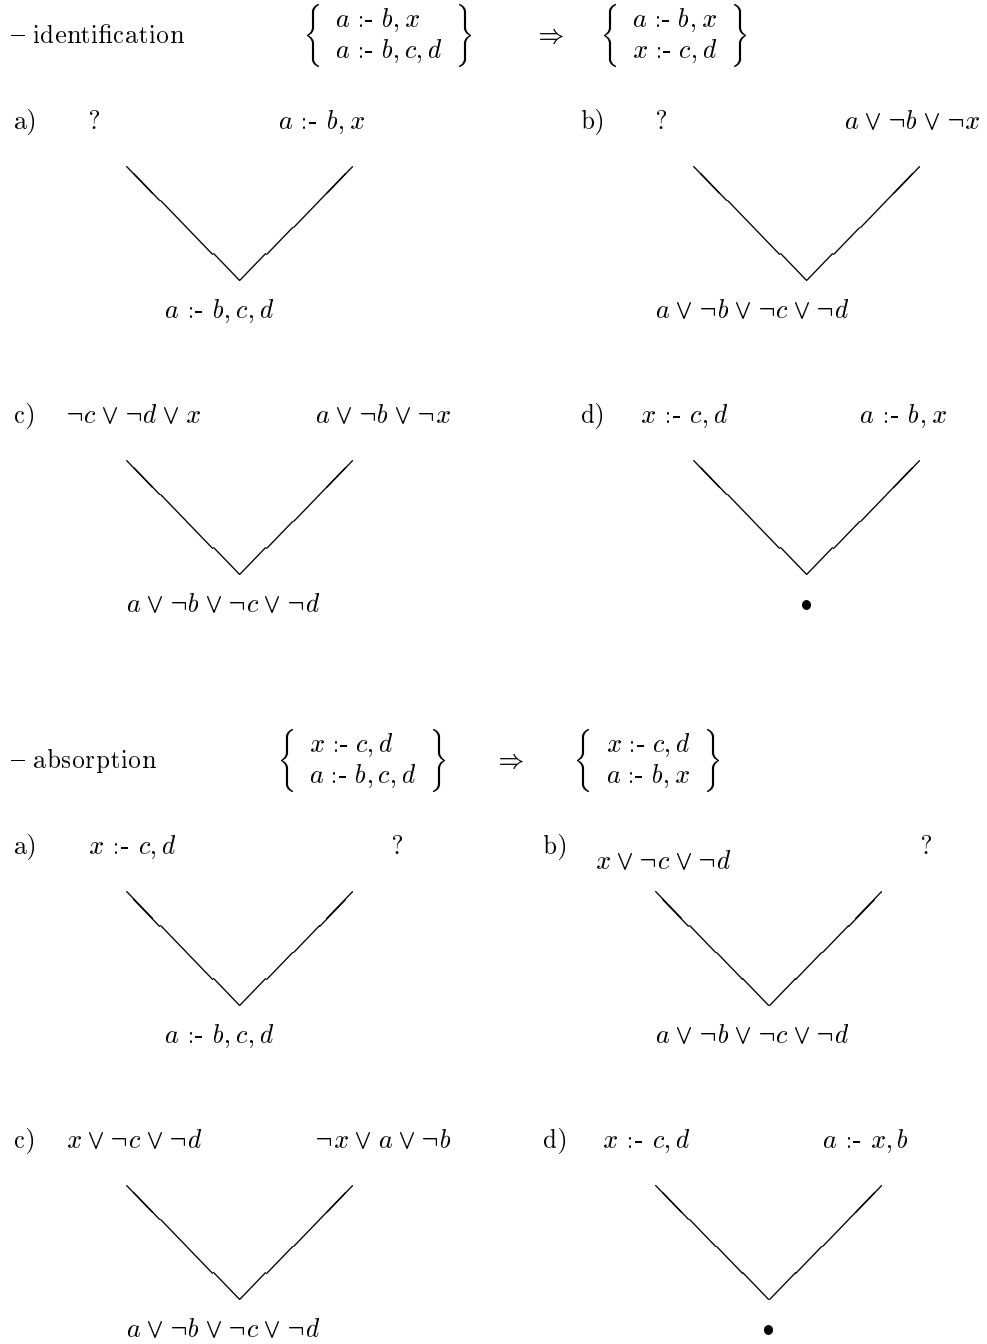 – identification { a :- b, x ⇒ { a :- b, x
a :- b, c, d } x :- c, d }
a) ? a :- b, x b) ? a ∨ ¬b ∨ ¬x
a :- b, c, d a ∨ ¬b ∨ ¬c ∨ ¬d
c) ¬c ∨ ¬d ∨ x a ∨ ¬b ∨ ¬x d) x :- c, d a :- b, x
a ∨ ¬b ∨ ¬c ∨ ¬d •
– absorption { x :- c, d ⇒ { x :- c, d
a :- b, c, d } a :- b, x }
a) x :- c, d ? b) x ∨ ¬c ∨ ¬d ?
a :- b, c, d a ∨ ¬b ∨ ¬c ∨ ¬d
c) x ∨ ¬c ∨ ¬d ¬x ∨ a ∨ ¬b d) x :- c, d a :- x, b
a ∨ ¬b ∨ ¬c ∨ ¬d •